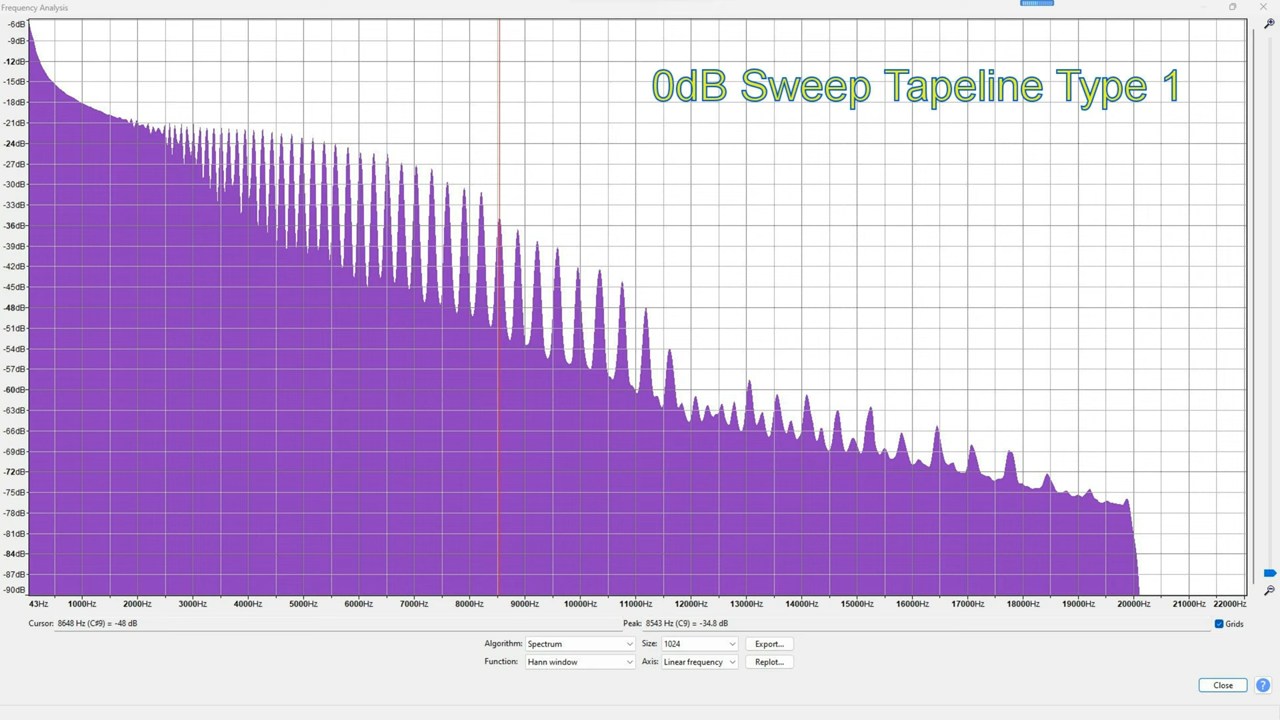 Frequency Analysis
0dB Sweep Tapeline Type 1
-6dB
-9dB
-12dB
-15dB
-18dB
-21dB
-24dB
-27dB
-30dB
-33dB
-36dB
-39dB
-42dB
-45dB
-48dB
-51dB
-54dB
-57dB
-60dB
-63dB
-66dB
-69dB
-72dB
-75dB
-78dB
-81dB
-84dB
-87dB
-90dB
43Hz 1000Hz 2000Hz 3000Hz 4000Hz 5000Hz 6000Hz 7000Hz 8000Hz 9000Hz 10000Hz 11000Hz 12000Hz 13000Hz 14000Hz 15000Hz 16000Hz 17000Hz 18000Hz 19000Hz 20000Hz 21000Hz 22000Hz
Cursor: 8648 Hz (C#9) = -48 dB Peak: 8543 Hz (C9) = -34.8 dB Grids
Algorithm: Spectrum Size: 1024 Export...
Function: Hann window Axis: Linear frequency Replot...
Close ?